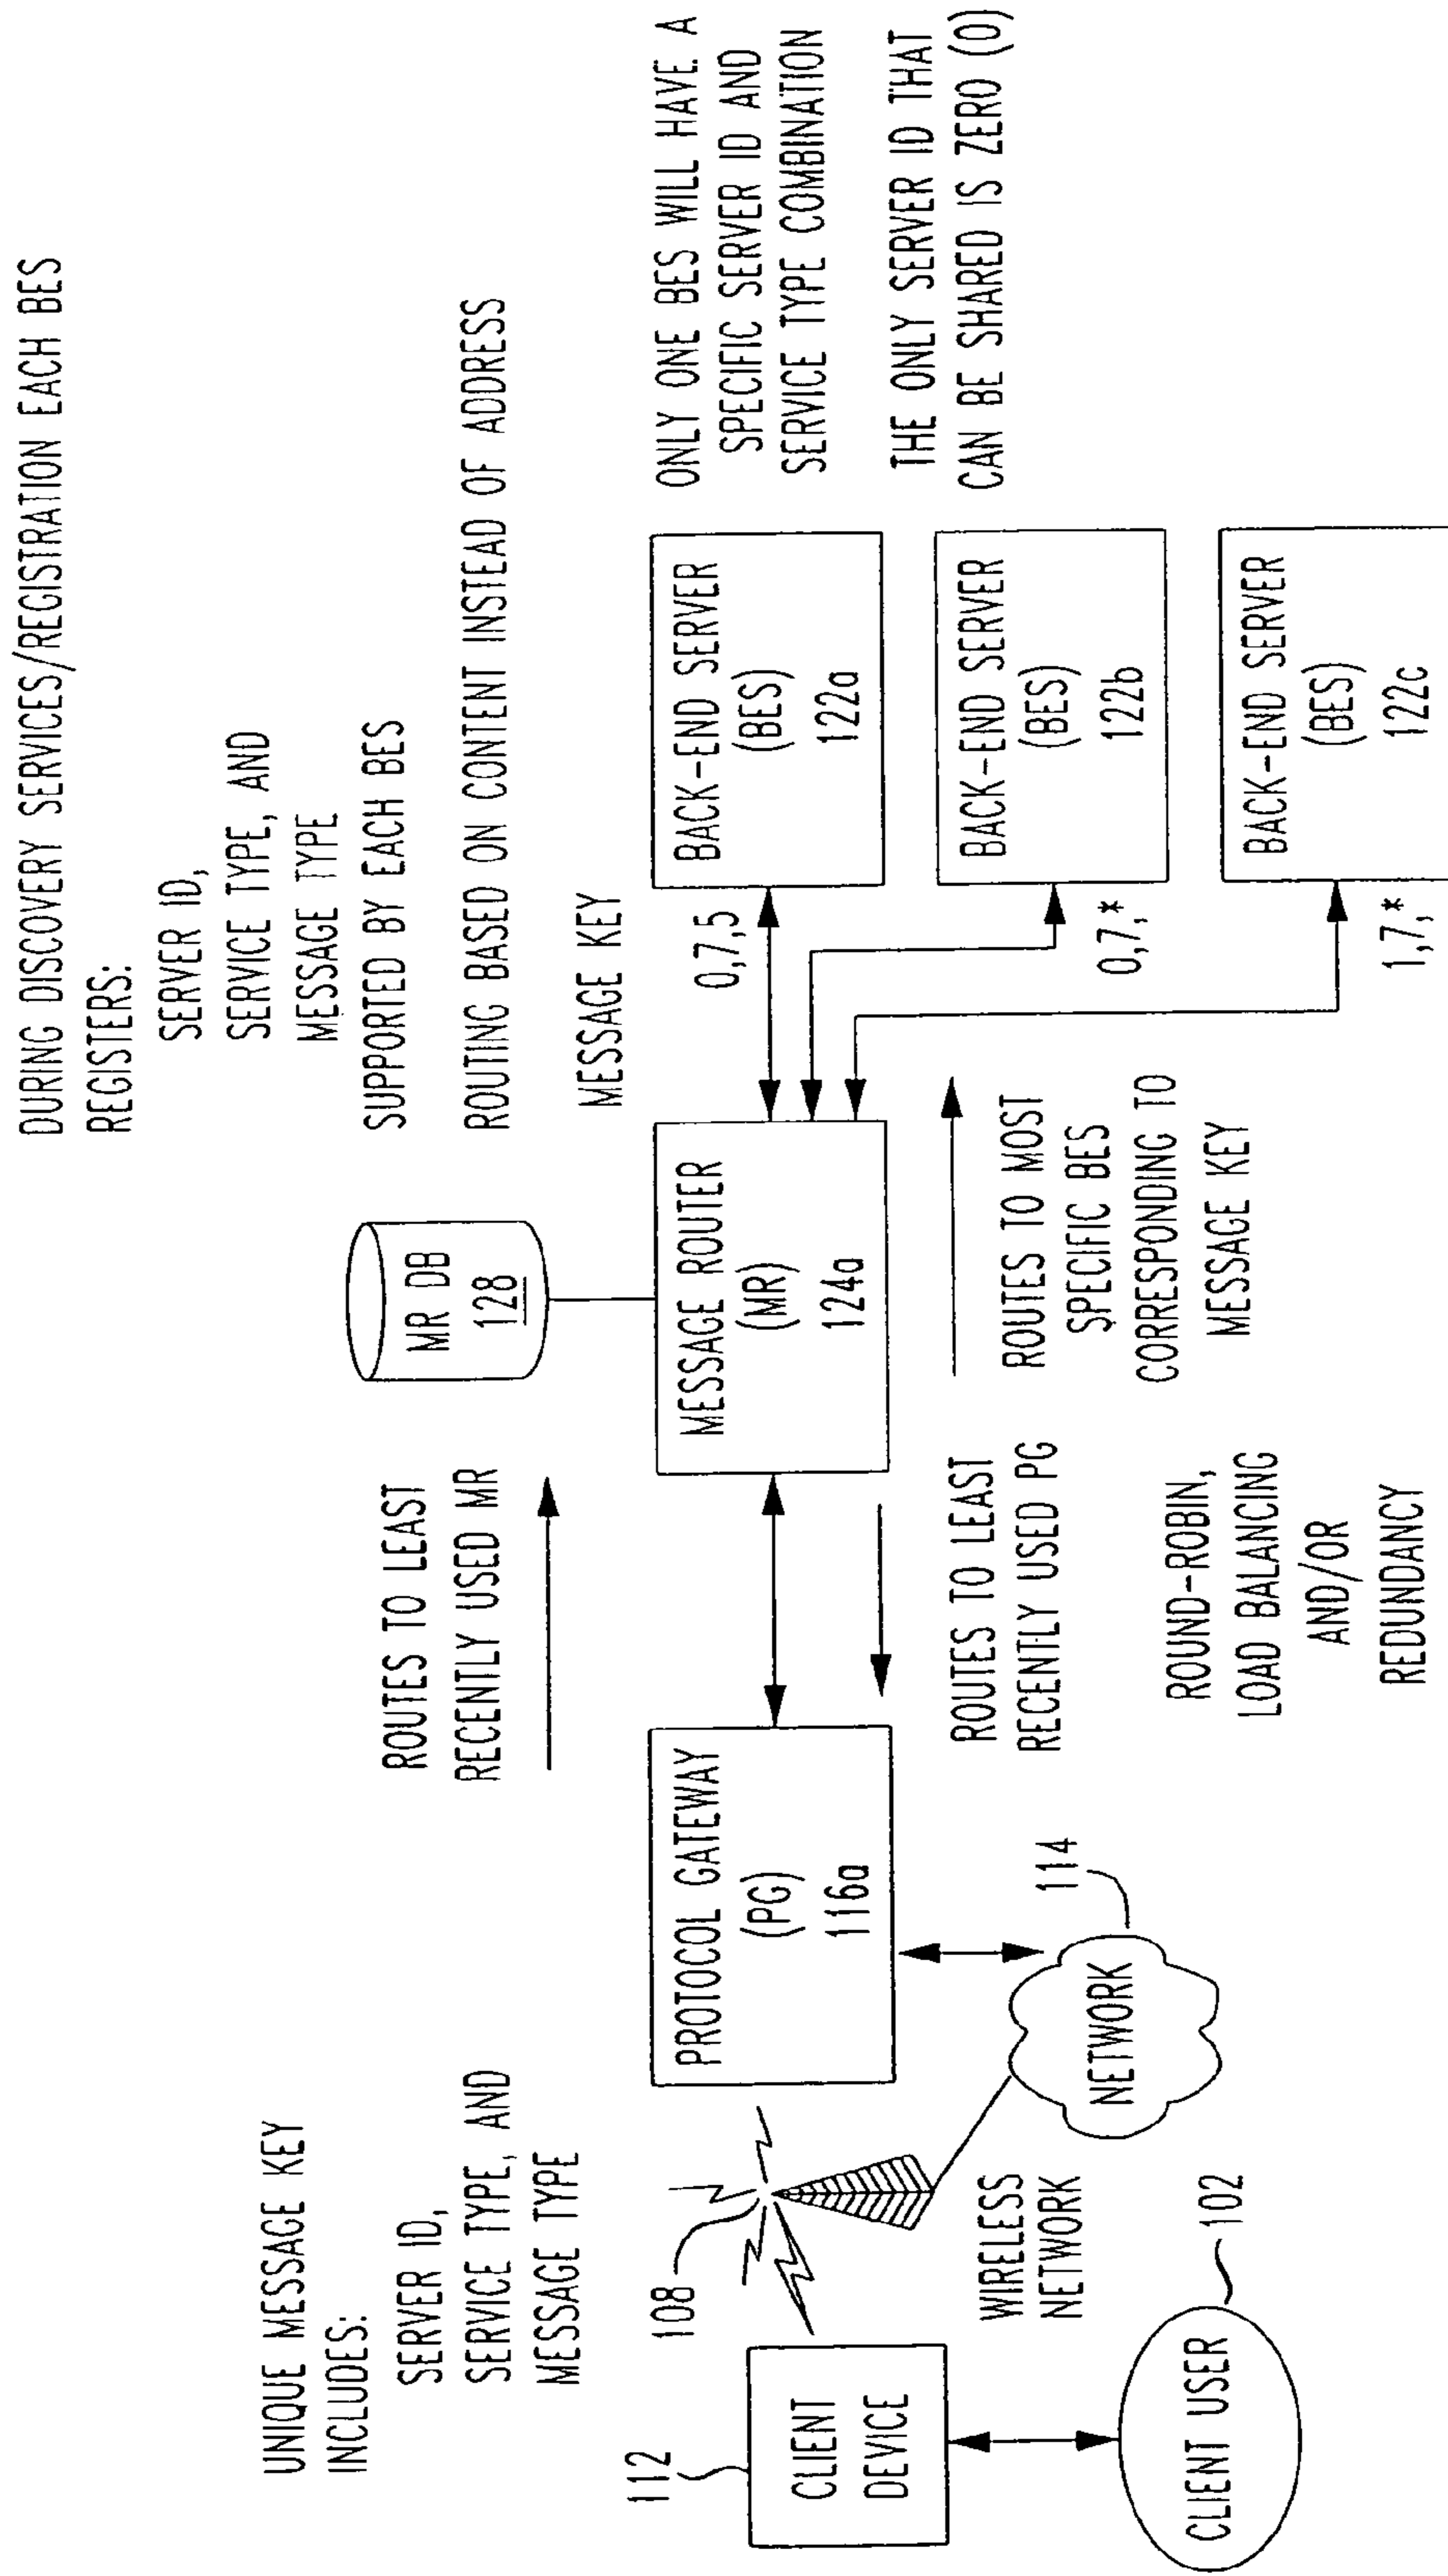 DURING DISCOVERY SERVICES/REGISTRATION EACH BES
REGISTERS:
SERVER ID,
SERVICE TYPE, AND
MESSAGE TYPE
SUPPORTED BY EACH BES
ROUTING BASED ON CONTENT INSTEAD OF ADDRESS
UNIQUE MESSAGE KEY
INCLUDES:
SERVER ID,
SERVICE TYPE, AND
MESSAGE TYPE
ROUTES TO LEAST
RECENTLY USED MR
MR DB
128
MESSAGE KEY
108
112
CLIENT
DEVICE
CLIENT USER
102
WIRELESS
NETWORK
NETWORK
114
PROTOCOL GATEWAY
(PG)
116a
ROUTES TO LEAST
RECENTLY USED PG
ROUND-ROBIN,
LOAD BALANCING
AND/OR
REDUNDANCY
MESSAGE ROUTER
(MR)
124a
ROUTES TO MOST
SPECIFIC BES
CORRESPONDING TO
MESSAGE KEY
0,7,5
0,7,*
1,7,*
BACK-END SERVER
(BES)
122a
BACK-END SERVER
(BES)
122b
BACK-END SERVER
(BES)
122c
ONLY ONE BES WILL HAVE A
SPECIFIC SERVER ID AND
SERVICE TYPE COMBINATION
THE ONLY SERVER ID THAT
CAN BE SHARED IS ZERO (0)